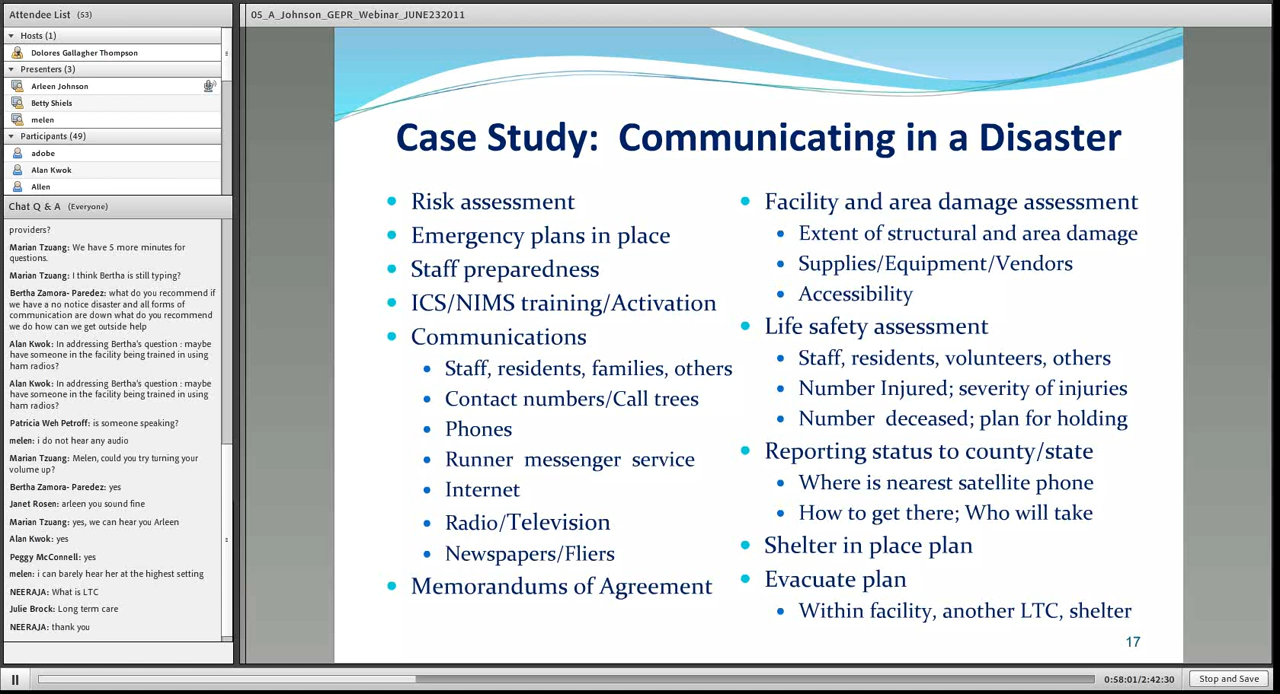 Attendee List (53)
Hosts (1)
Dolores Gallagher Thompson
Presenters (3)
Arleen Johnson
Betty Shiels
melen
Participants (49)
adobe
Alan Kwok
Allen
Chat Q & A (Everyone)
providers?
Marian Tzuang: We have 5 more minutes for
questions.
Marian Tzuang: I think Bertha is still typing?
Bertha Zamora- Paredez: what do you recommend if
we have a no notice disaster and all forms of
communication are down what do you recommend
we do how can we get outside help
Alan Kwok: In addressing Bertha's question : maybe
have someone in the facility being trained in using
ham radios?
Alan Kwok: In addressing Bertha's question : maybe
have someone in the facility being trained in using
ham radios?
Patricia Weh Petroff: is someone speaking?
melen: i do not hear any audio
Marian Tzuang: Melen, could you try turning your
volume up?
Bertha Zamora- Paredez: yes
Janet Rosen: arleen you sound fine
Marian Tzuang: yes, we can hear you Arleen
Alan Kwok: yes
Peggy McConnell: yes
melen: i can barely hear her at the highest setting
NEERAJA: What is LTC
Julie Brock: Long term care
NEERAJA: thank you
05_A_Johnson_GEPR_Webinar_JUNE232011
Case Study: Communicating in a Disaster
Risk assessment
Emergency plans in place
Staff preparedness
ICS/NIMS training/Activation
Communications
Staff, residents, families, others
Contact numbers/Call trees
Phones
Runner messenger service
Internet
Radio/Television
Newspapers/Fliers
Memorandums of Agreement
Facility and area damage assessment
Extent of structural and area damage
Supplies/Equipment/Vendors
Accessibility
Life safety assessment
Staff, residents, volunteers, others
Number Injured; severity of injuries
Number deceased; plan for holding
Reporting status to county/state
Where is nearest satellite phone
How to get there; Who will take
Shelter in place plan
Evacuate plan
Within facility, another LTC, shelter
17
0:58:01/2:42:30
Stop and Save